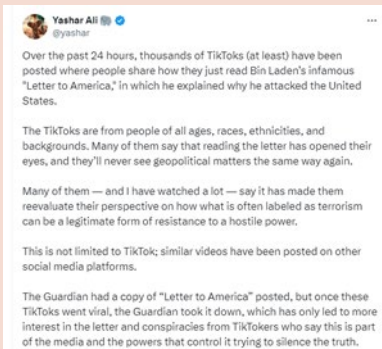 Yashar Ali
@yashar
Over the past 24 hours, thousands of TikToks (at least) have been
posted where people share how they just read Bin Laden's infamous
"Letter to America," in which he explained why he attacked the United
States.
The TikToks are from people of all ages, races, ethnicities, and
backgrounds. Many of them say that reading the letter has opened their
eyes, and they'll never see geopolitical matters the same way again.
Many of them — and I have watched a lot — say it has made them
reevaluate their perspective on how what is often labeled as terrorism
can be a legitimate form of resistance to a hostile power.
This is not limited to TikTok; similar videos have been posted on other
social media platforms.
The Guardian had a copy of "Letter to America" posted, but once these
TikToks went viral, the Guardian took it down, which has only led to more
interest in the letter and conspiracies from TikTokers who say this is part
of the media and the powers that control it trying to silence the truth.